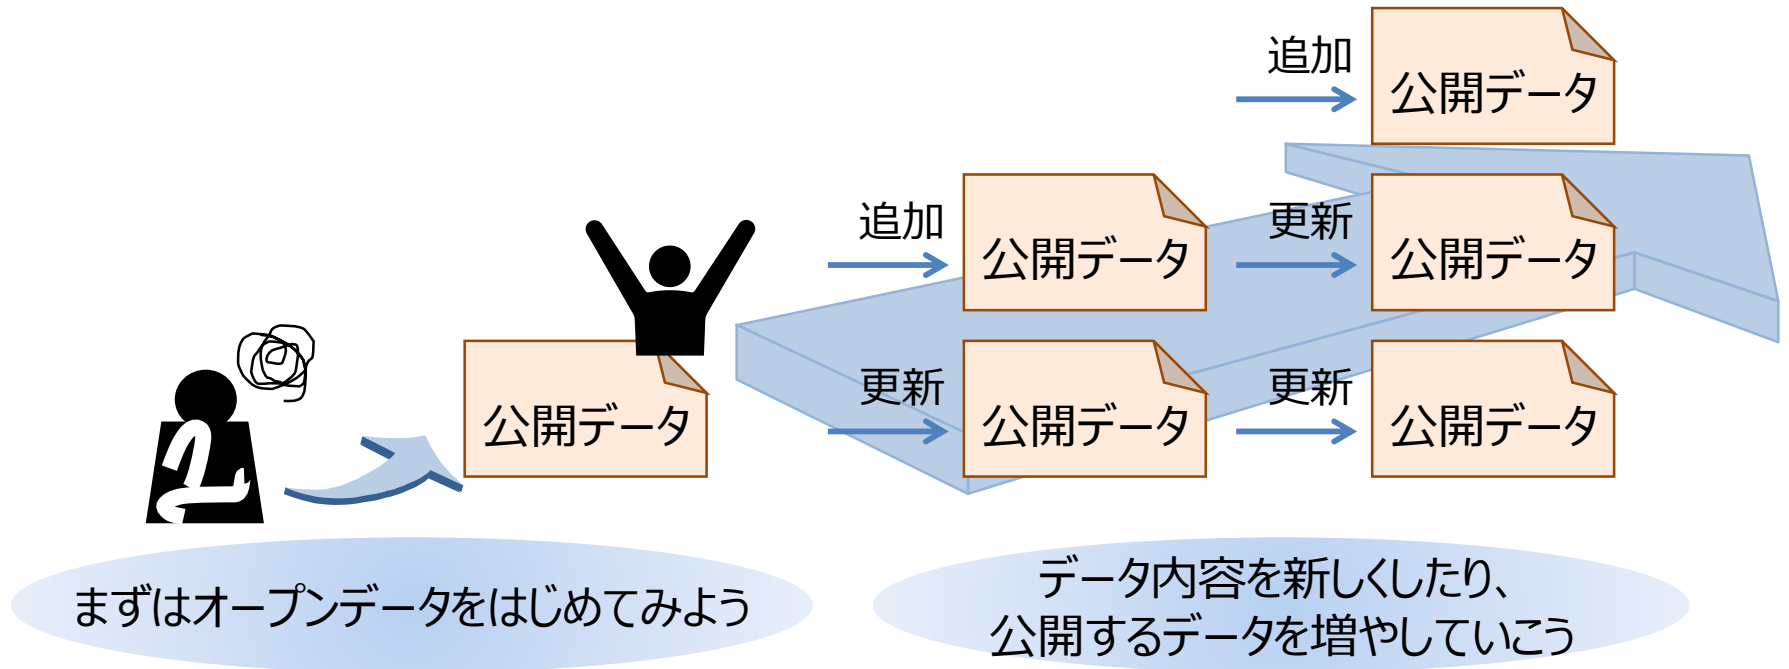 追加
公開データ
追加
公開データ
更新
公開データ
公開データ
更新
公開データ
更新
公開データ
まずはオープンデータをはじめてみよう
データ内容を新しくしたり、
公開するデータを増やしていこう